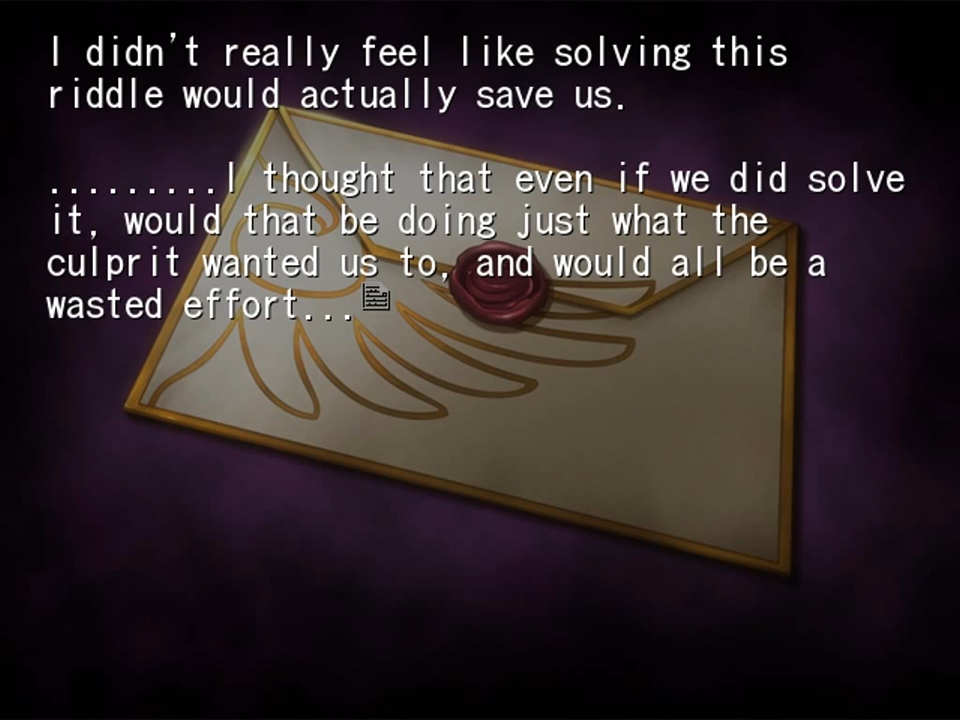 I didn't really feel like solving this
riddle would actually save us.
.........I thought that even if we did solve
it, would that be doing just what the
culprit wanted us to, and would all be a
wasted effort...